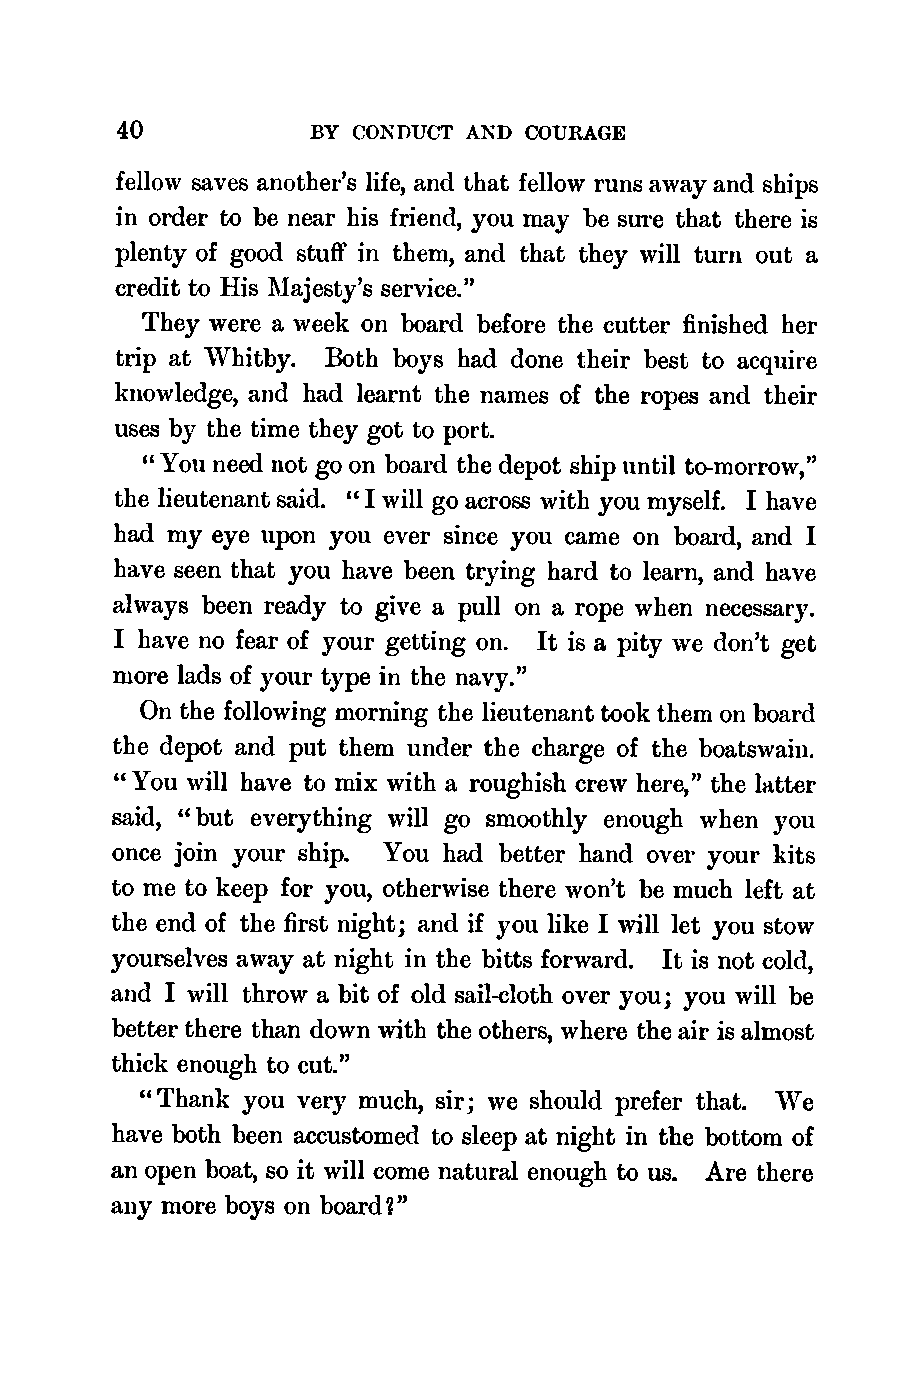 40 BY CONDUCT AND COURAGE
fellow saves another's life, and that fellow runs away and ships
in order to be near his friend, you may be sure that there is
plenty of good stuff in them, and that they will turn out a
credit to His Majesty's service."
They were a week on board before the cutter finished her
trip at Whitby. Both boys had done their best to acquire
knowledge, and had learnt the names of the ropes and their
uses by the time they got to port.
"You need not go on board the depot ship until to-morrow,"
the lieutenant said. "I will go across with you myself. I have
had my eye upon you ever since you came on board, and I
have seen that you have been trying hard to learn, and have
always been ready to give a pull on a rope when necessary.
I have no fear of your getting on. It is a pity we don't get
more lads of your type in the navy."
On the following morning the lieutenant took them on board
the depot and put them under the charge of the boatswain.
"You will have to mix with a roughish crew here," the latter
said, "but everything will go smoothly enough when you
once join your ship. You had better hand over your kits
to me to keep for you, otherwise there won't be much left at
the end of the first night; and if you like I will let you stow
yourselves away at night in the bitts forward. It is not cold,
and I will throw a bit of old sail-cloth over you; you will be
better there than down with the others, where the air is almost
thick enough to cut."
"Thank you very much, sir; we should prefer that. We
have both been accustomed to sleep at night in the bottom of
an open boat, so it will come natural enough to us. Are there
any more boys on board?"